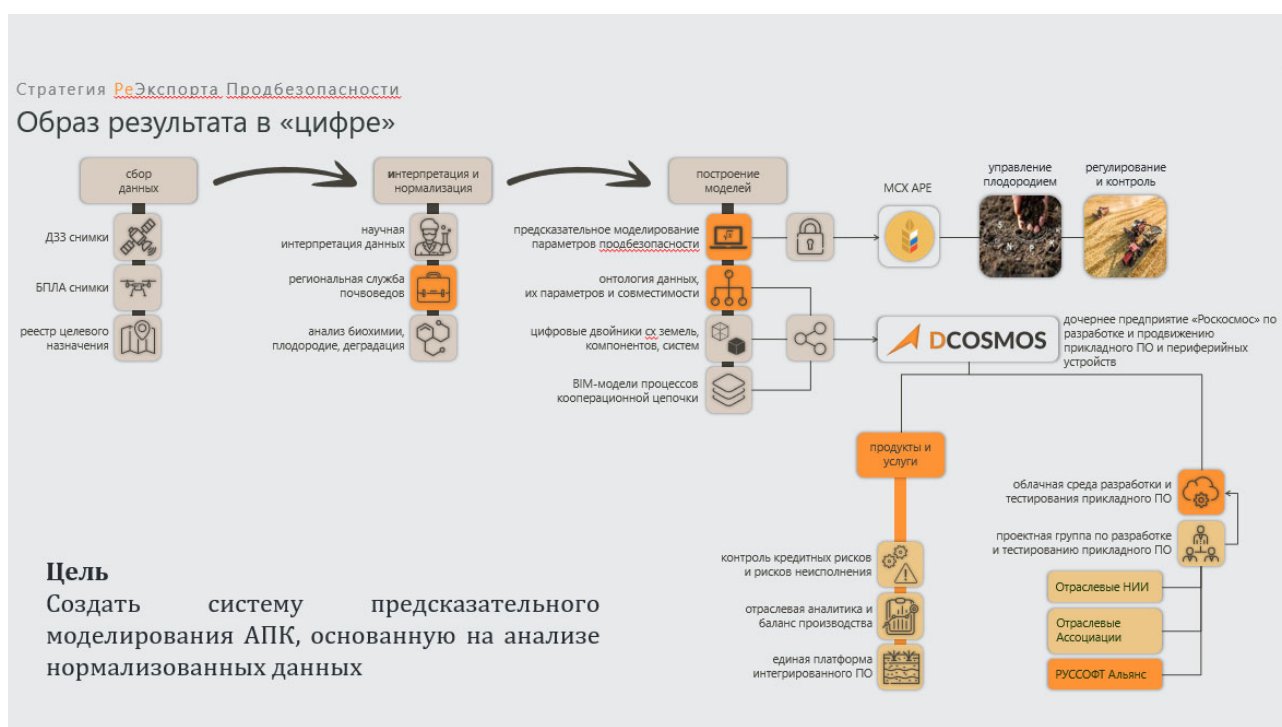 Стратегия РеЭкспорта Продбезопасности
Образ результата в «цифре»
сбор
данных
ДЗЗ снимки
БПЛА снимки
реестр целевого
назначения
интерпретация и
нормализация
научная
интерпретация данных
региональная служба
почвоведов
анализ биохимии,
плодородие, деградация
построение
моделей
предсказательное моделирование
параметров продбезопасности
онтология данных,
их параметров и совместимости
цифровые двойники сх земель,
компонентов, систем
BIM-модели процессов
кооперационной цепочки
МСХ APE
управление
плодородием
регулирование
и контроль
DCOSMOS
дочернее предприятие «Роскосмос» по
разработке и продвижению
прикладного ПО и периферийных
устройств
продукты и
услуги
контроль кредитных рисков
и рисков неисполнения
отраслевая аналитика и
баланс производства
единая платформа
интегрированного ПО
облачная среда разработки и
тестирования прикладного ПО
проектная группа по разработке
и тестированию прикладного ПО
Отраслевые НИИ
Отраслевые
Ассоциации
РУССОФТ Альянс
Цель
Создать систему предсказательного
моделирования АПК, основанную на анализе
нормализованных данных